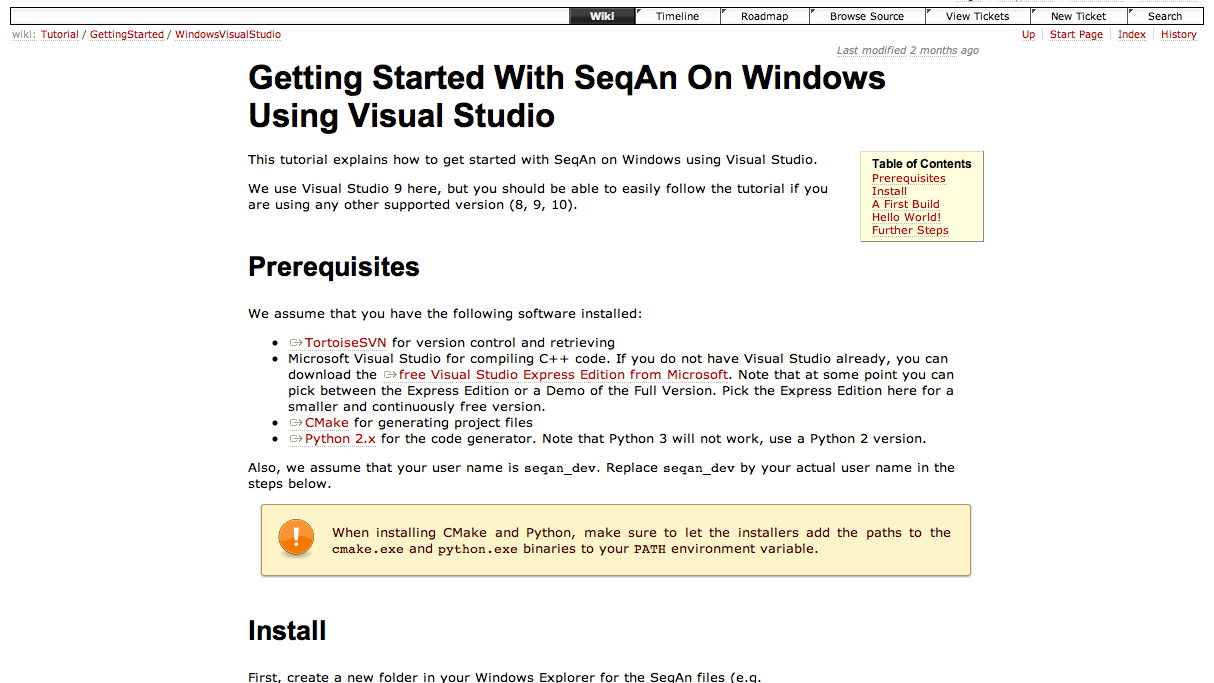 Wiki Timeline Roadmap Browse Source View Tickets New Ticket Search
wiki: Tutorial / GettingStarted / WindowsVisualStudio
Up Start Page Index History
Last modified 2 months ago
Getting Started With SeqAn On Windows
Using Visual Studio
This tutorial explains how to get started with SeqAn on Windows using Visual Studio.
We use Visual Studio 9 here, but you should be able to easily follow the tutorial if you
are using any other supported version (8, 9, 10).
Table of Contents
Prerequisites
Install
A First Build
Hello World!
Further Steps
Prerequisites
We assume that you have the following software installed:
• TortoiseSVN for version control and retrieving
• Microsoft Visual Studio for compiling C++ code. If you do not have Visual Studio already, you can
download the free Visual Studio Express Edition from Microsoft. Note that at some point you can
pick between the Express Edition or a Demo of the Full Version. Pick the Express Edition here for a
smaller and continuously free version.
• CMake for generating project files
• Python 2.x for the code generator. Note that Python 3 will not work, use a Python 2 version.
Also, we assume that your user name is seqan_dev. Replace seqan_dev by your actual user name in the
steps below.
When installing CMake and Python, make sure to let the installers add the paths to the
cmake.exe and python.exe binaries to your PATH environment variable.
Install
First, create a new folder in your Windows Explorer for the SeqAn files (e.g.